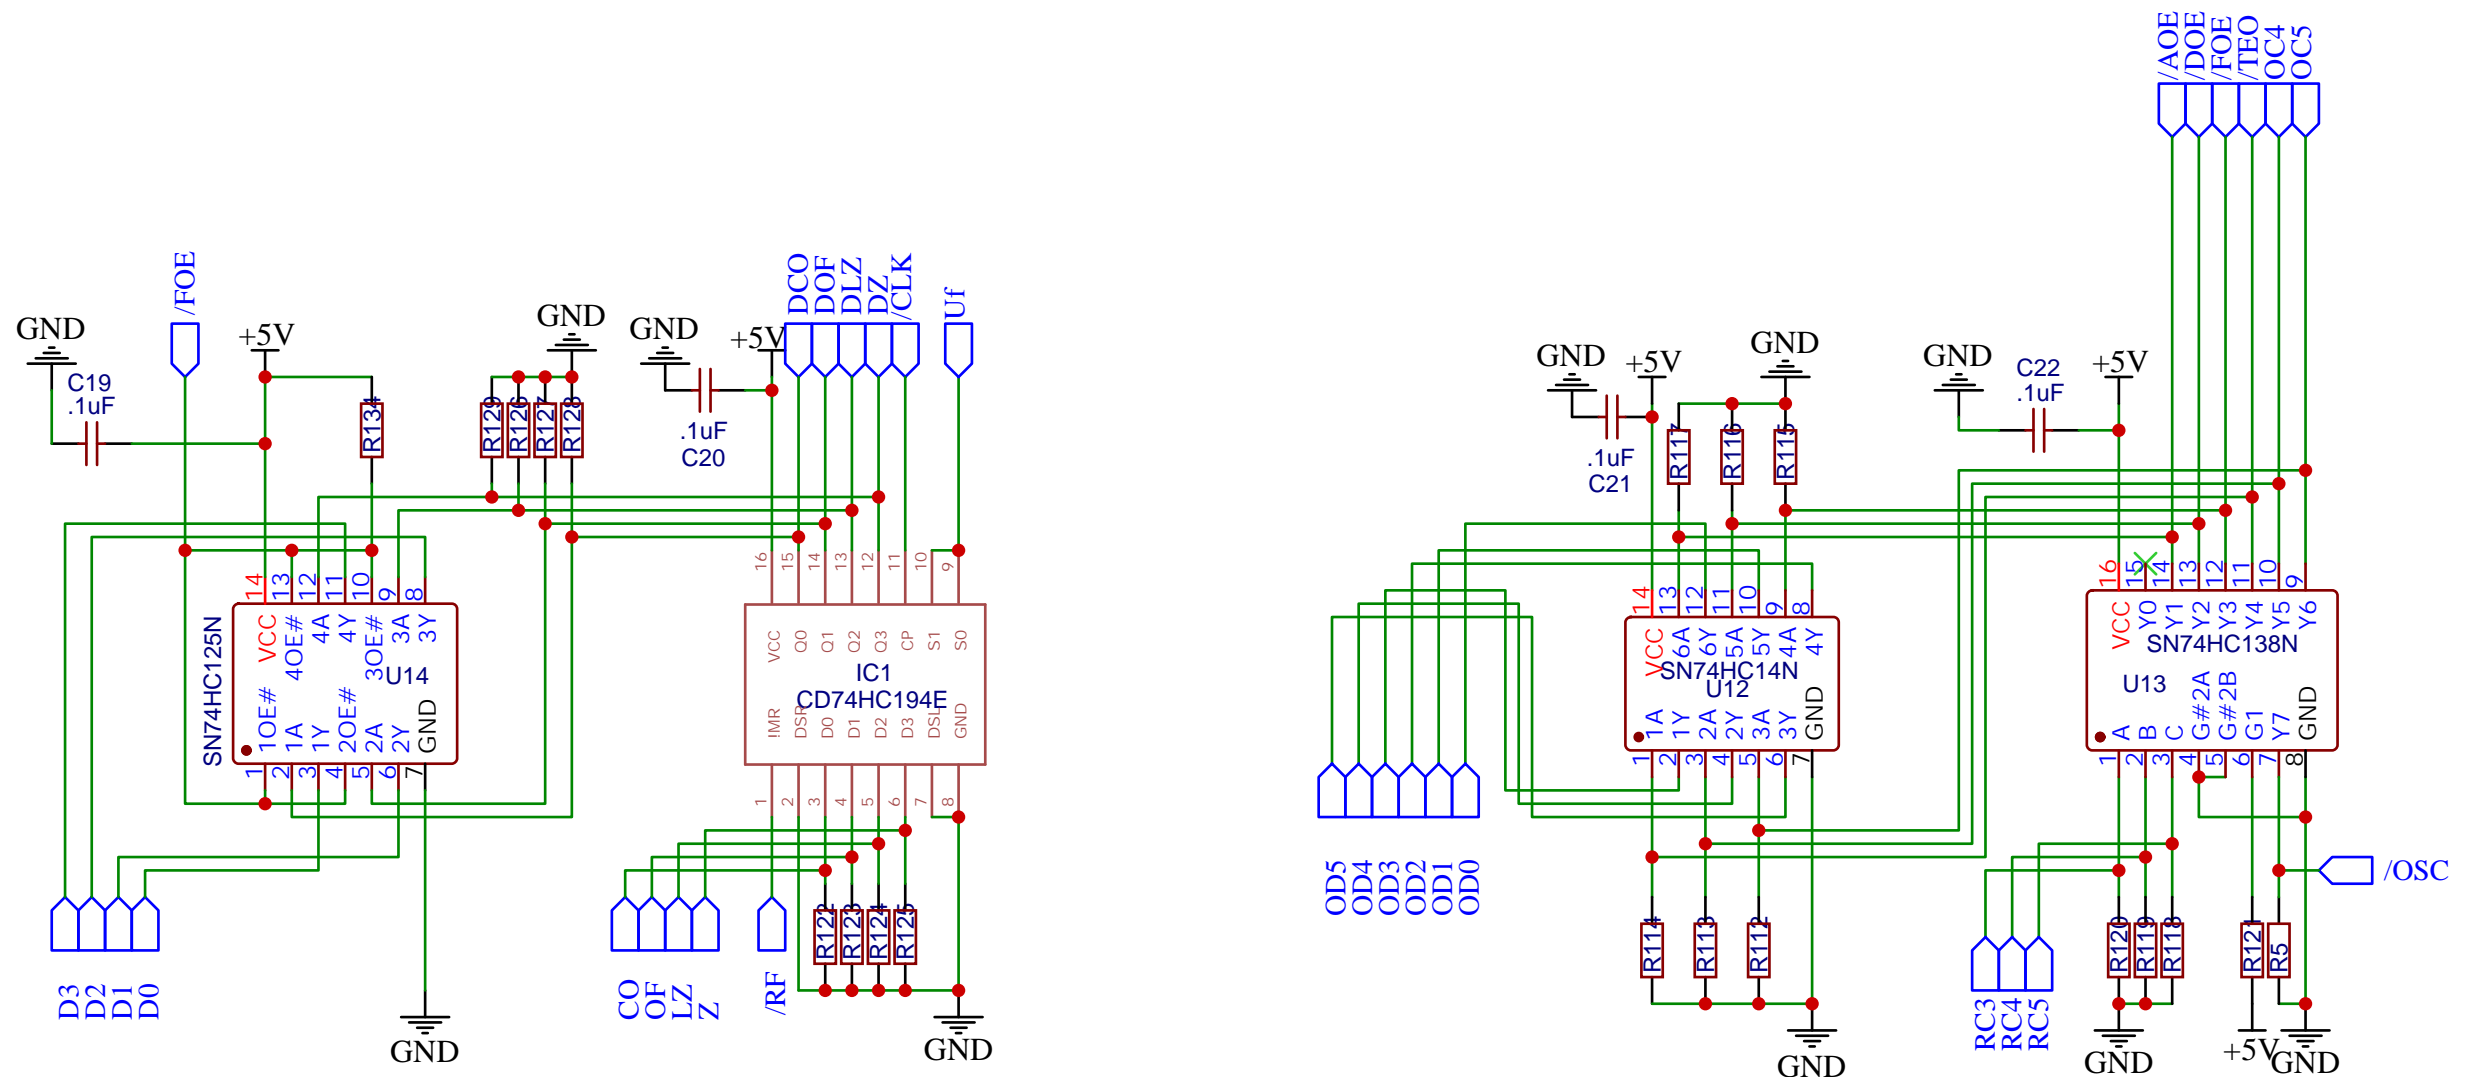 /AOE
/DOE
/FOE
/TEO
OC4
OC5
/FOE
DCO
DOF
DLZ
DZ
/CLK
Uf
GND
+5V
GND
GND
+5V
GND
+5V
GND
GND
+5V
C19
.1uF
R134
R129
R126
R127
R128
.1uF
C20
.1uF
C21
R117
R116
R115
C22
.1uF
14
13
12
11
10
9
8
VCC
4OE#
4A
4Y
3OE#
3A
3Y
SN74HC125N
U14
1OE#
1A
1Y
2OE#
2A
2Y
GND
1
2
3
4
5
6
7
16
15
14
13
12
11
10
9
VCC
Q0
Q1
Q2
Q3
CP
S1
S0
IC1
CD74HC194E
!MR
DSR
D0
D1
D2
D3
DSL
GND
1
2
3
4
5
6
7
8
14
13
12
11
10
9
8
VCC
6A
6Y
5A
5Y
4A
4Y
SN74HC14N
U12
1A
1Y
2A
2Y
3A
3Y
GND
1
2
3
4
5
6
7
16
15
14
13
12
11
10
9
VCC
Y0
Y1
Y2
Y3
Y4
Y5
Y6
SN74HC138N
U13
A
B
C
G#2A
G#2B
G1
Y7
GND
1
2
3
4
5
6
7
8
D3
D2
D1
D0
GND
CO
OF
LZ
Z
/RF
R122
R123
R124
R125
GND
OD5
OD4
OD3
OD2
OD1
OD0
R114
R113
R112
GND
RC3
RC4
RC5
R120
R119
R118
R121
R5
/OSC
GND
+5V
GND